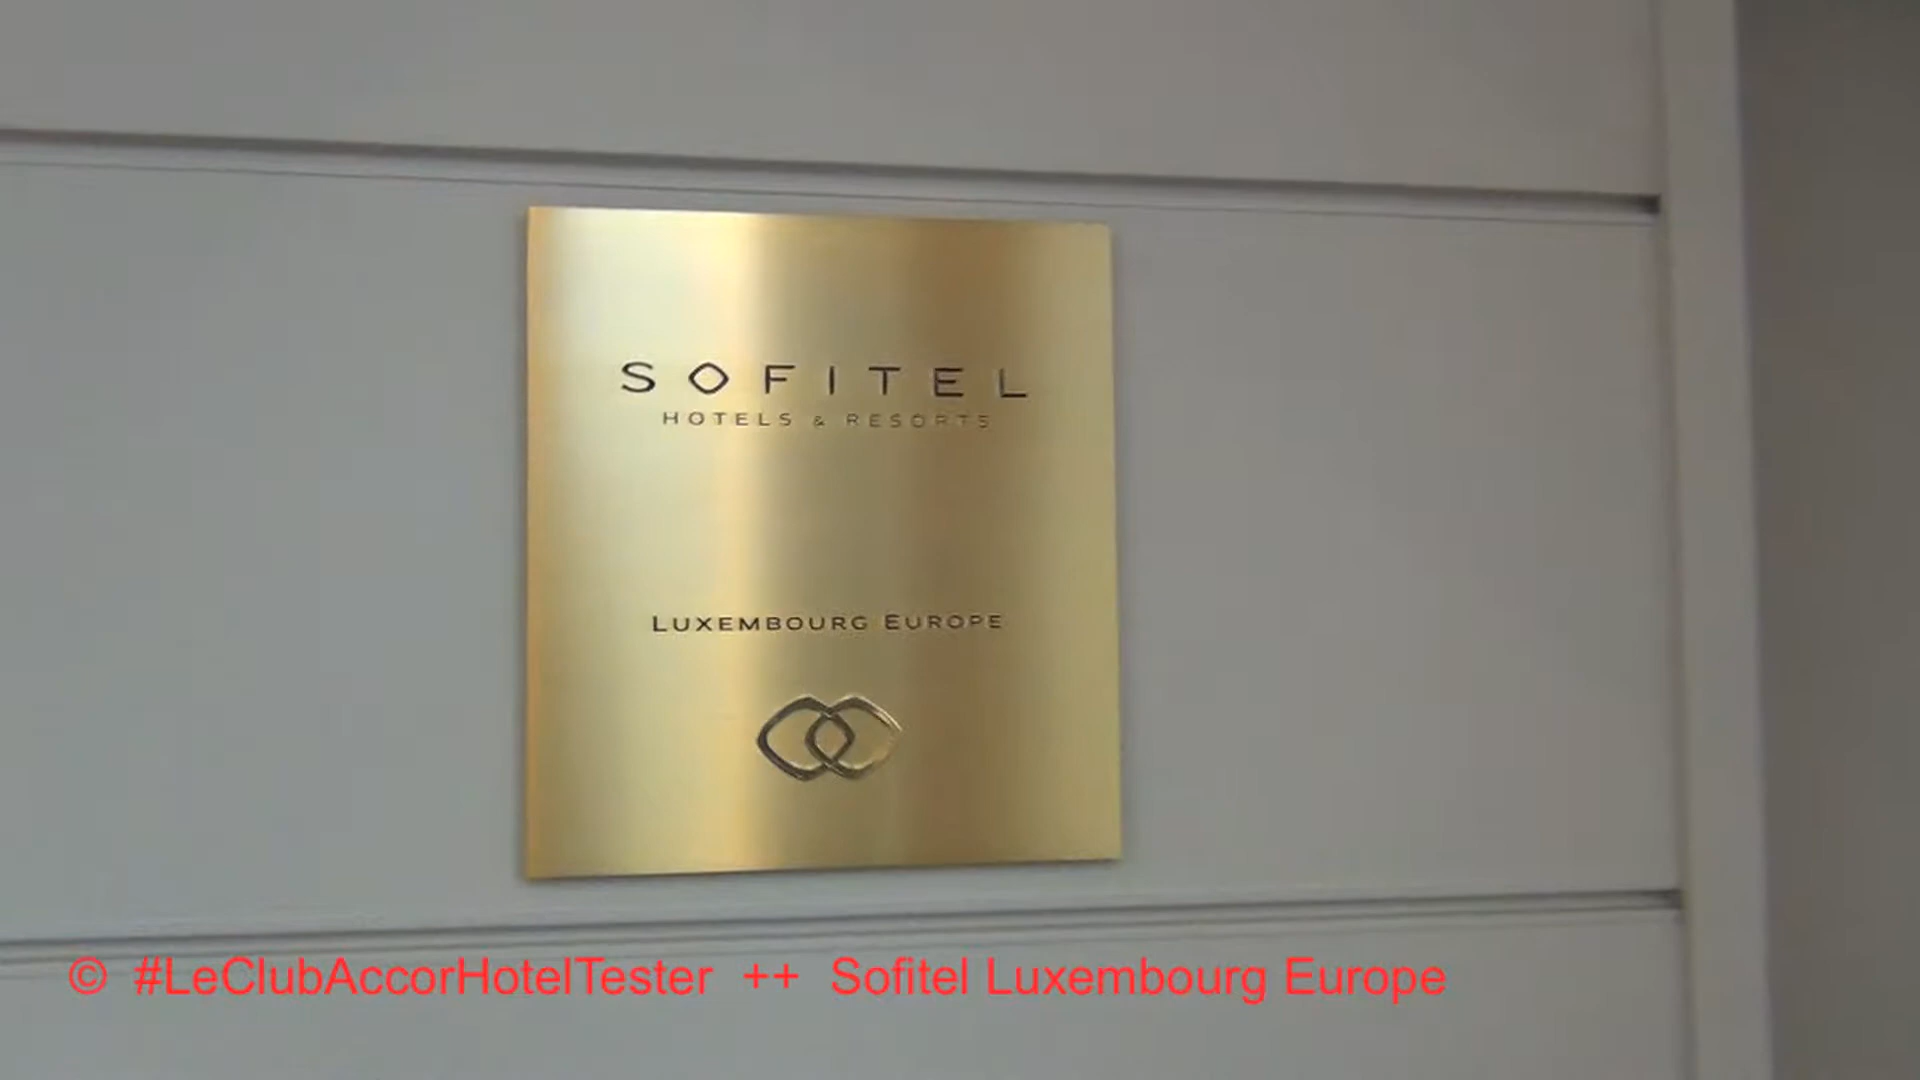 SOFITEL
HOTELS & RESORTS
LUXEMBOURG EUROPE
© #LeClubAccorHotelTester ++ Sofitel Luxembourg Europe